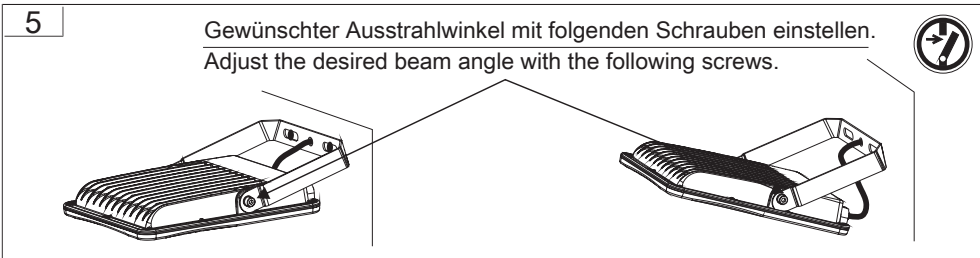 5
Gewünschter Ausstrahlwinkel mit folgenden Schrauben einstellen.
Adjust the desired beam angle with the following screws.